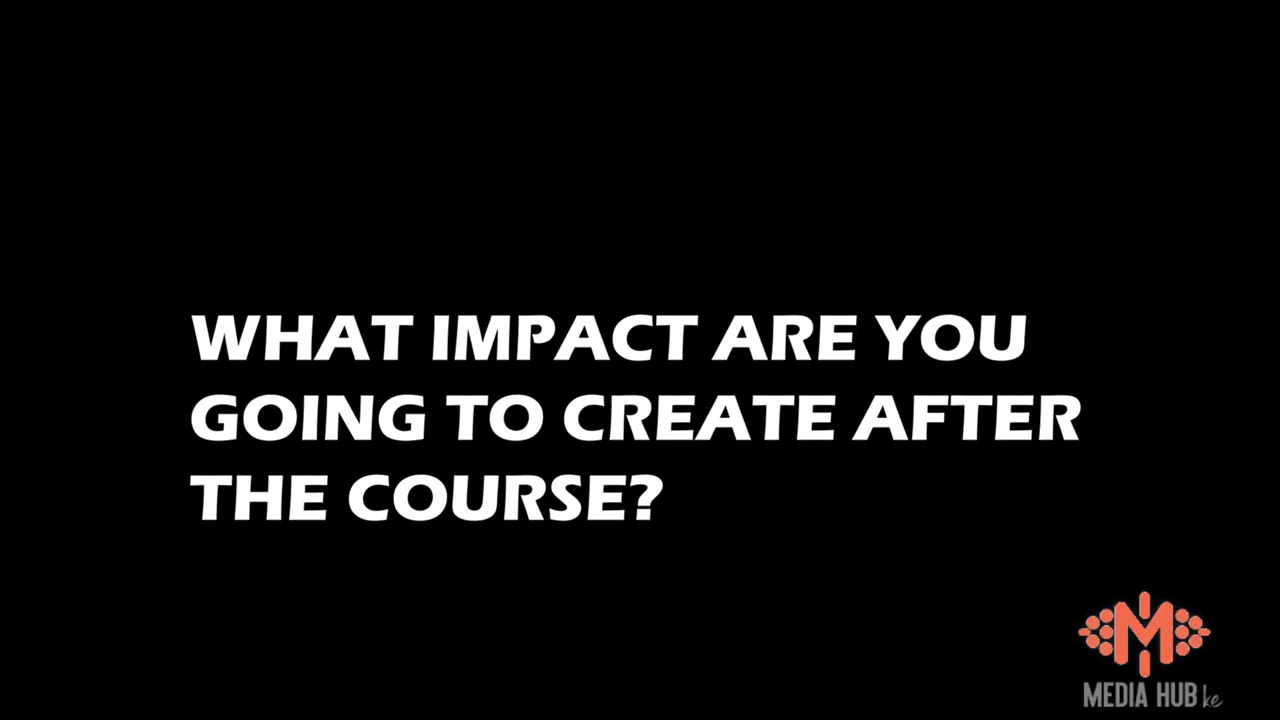 WHAT IMPACT ARE YOU
GOING TO CREATE AFTER
THE COURSE?
M
MEDIA HUB ke